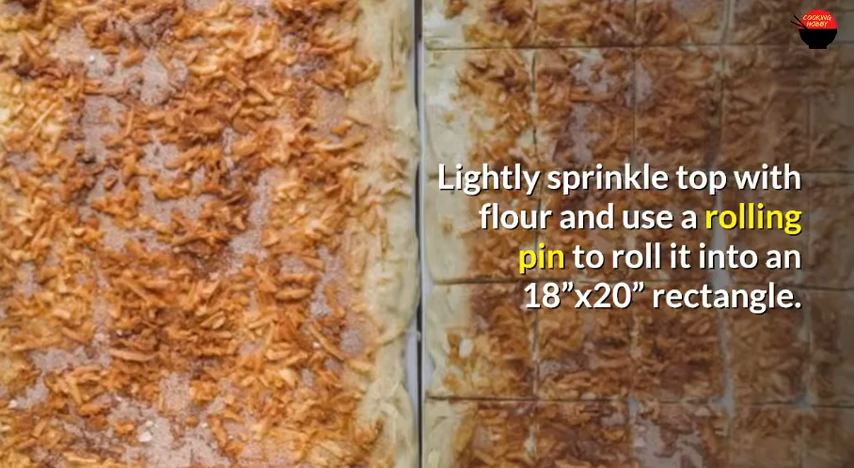 COOKING
HOBBY
Lightly sprinkle top with
flour and use a rolling
pin to roll it into an
18”x20” rectangle.